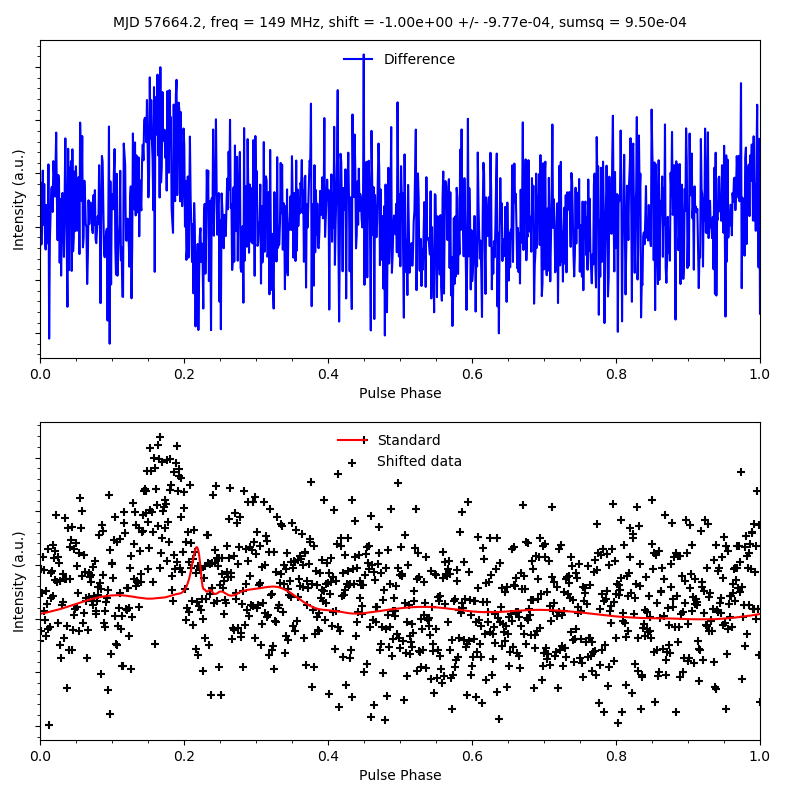 MJD 57664.2, freq = 149 MHz, shift = -1.00e+00 +/- -9.77e-04, sumsq = 9.50e-04
Difference
Intensity (a.u.)
0.0 0.2 0.4 0.6 0.8 1.0
Pulse Phase
Standard
Shifted data
Intensity (a.u.)
0.0 0.2 0.4 0.6 0.8 1.0
Pulse Phase